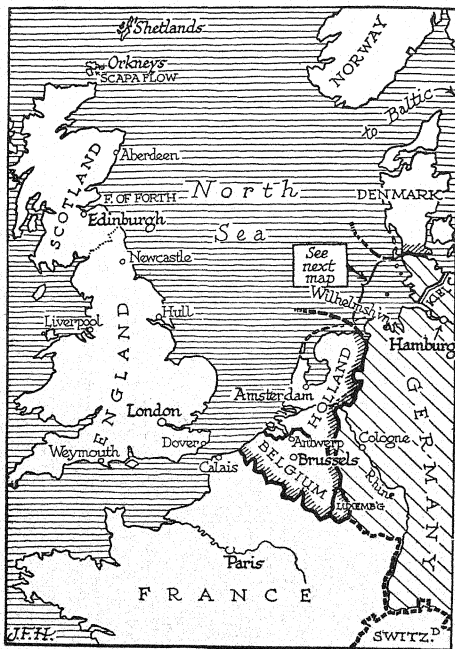 Shetlands
Orkneys
SCAPA FLOW
NORWAY
to Baltic
SCOTLAND
Aberdeen
North
Sea
DENMARK
F. OF FORTH
Edinburgh
Newcastle
See
next
map
Wilhelmshvn
KIEL C.
Hamburg
Liverpool
Hull
ENGLAND
HOLLAND
Amsterdam
GERMANY
London
Dover
Weymouth
Calais
Antwerp
Cologne
Brussels
BELGIUM
Rhine
LUXEMB'G
Paris
FRANCE
J.F.H.
SWITZ.D